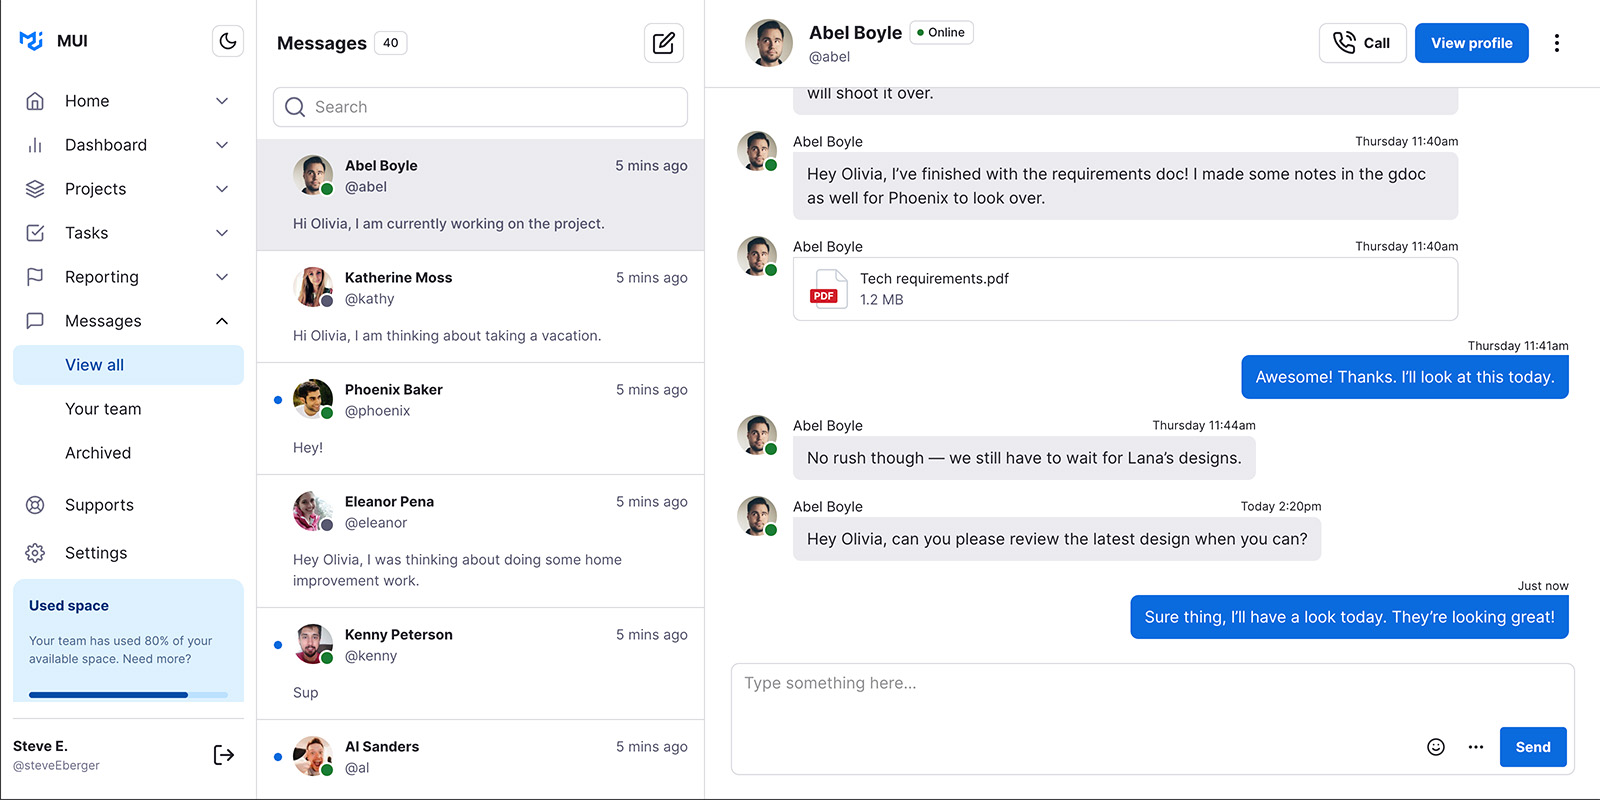 MUI
Home
Dashboard
Projects
Tasks
Reporting
Messages
View all
Your team
Archived
Supports
Settings
Used space
Your team has used 80% of your
available space. Need more?
Steve E.
@steveEberger
Messages 40
Search
Abel Boyle 5 mins ago
@abel
Hi Olivia, I am currently working on the project.
Katherine Moss 5 mins ago
@kathy
Hi Olivia, I am thinking about taking a vacation.
Phoenix Baker 5 mins ago
@phoenix
Hey!
Eleanor Pena 5 mins ago
@eleanor
Hey Olivia, I was thinking about doing some home
improvement work.
Kenny Peterson 5 mins ago
@kenny
Sup
Al Sanders 5 mins ago
@al
Abel Boyle Online
@abel
Call
View profile
will shoot it over.
Abel Boyle Thursday 11:40am
Hey Olivia, I’ve finished with the requirements doc! I made some notes in the gdoc
as well for Phoenix to look over.
Abel Boyle Thursday 11:40am
PDF
Tech requirements.pdf
1.2 MB
Thursday 11:41am
Awesome! Thanks. I’ll look at this today.
Abel Boyle Thursday 11:44am
No rush though — we still have to wait for Lana’s designs.
Abel Boyle Today 2:20pm
Hey Olivia, can you please review the latest design when you can?
Just now
Sure thing, I’ll have a look today. They’re looking great!
Type something here...
Send